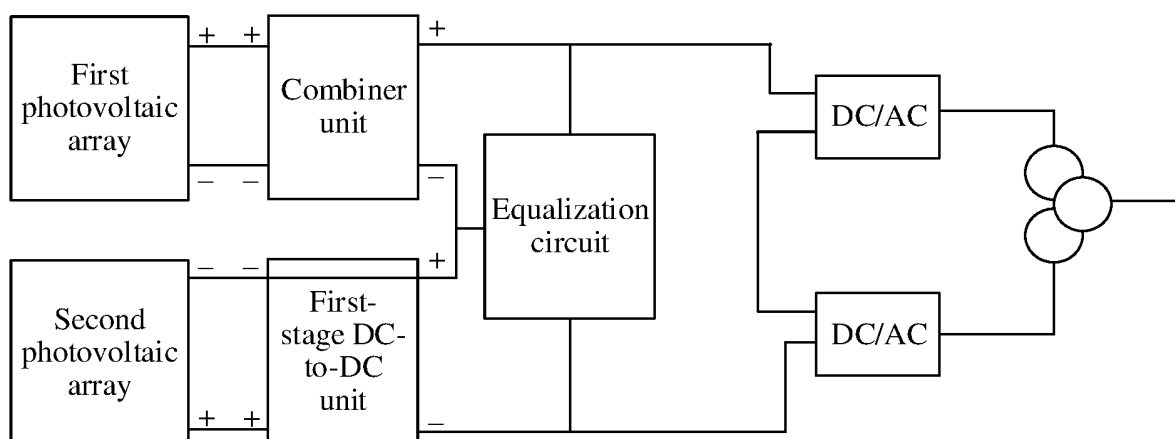 First
photovoltaic
array
+ +
− −
Combiner
unit
+
−
Equalization
circuit
DC/AC
Second
photovoltaic
array
− −
+ +
First-
stage DC-
to-DC
unit
+
−
DC/AC